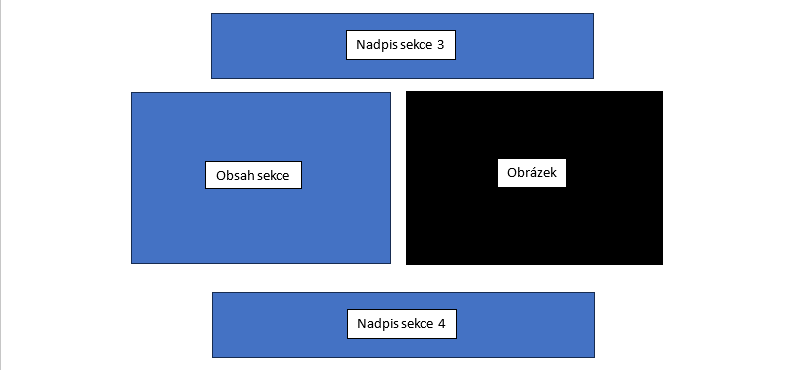 Nadpis sekce 3
Obsah sekce
Obrázek
Nadpis sekce 4